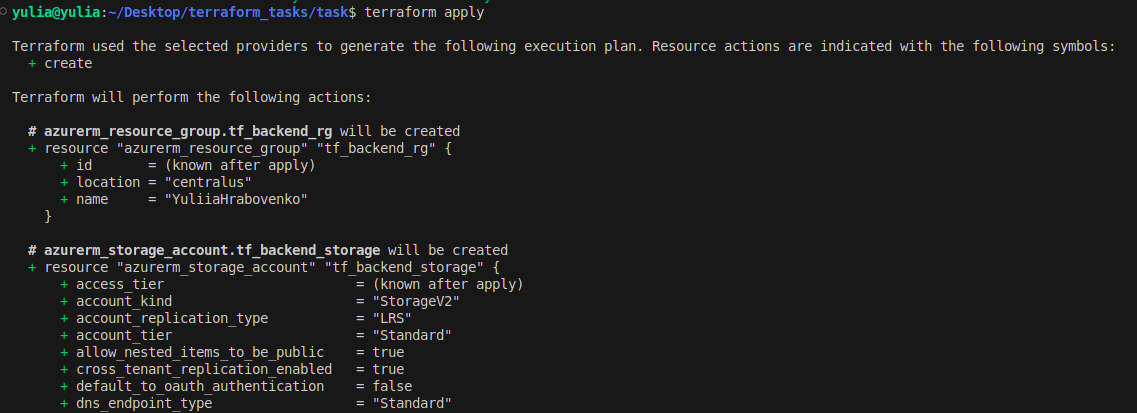 yulia@yulia:~/Desktop/terraform_tasks/task$ terraform apply
Terraform used the selected providers to generate the following execution plan. Resource actions are indicated with the following symbols:
+ create
Terraform will perform the following actions:
# azurerm_resource_group.tf_backend_rg will be created
+ resource "azurerm_resource_group" "tf_backend_rg" {
+ id       = (known after apply)
+ location = "centralus"
+ name     = "YuliiaHrabovenko"
}
# azurerm_storage_account.tf_backend_storage will be created
+ resource "azurerm_storage_account" "tf_backend_storage" {
+ access_tier                        = (known after apply)
+ account_kind                       = "StorageV2"
+ account_replication_type           = "LRS"
+ account_tier                       = "Standard"
+ allow_nested_items_to_be_public    = true
+ cross_tenant_replication_enabled   = true
+ default_to_oauth_authentication    = false
+ dns_endpoint_type                  = "Standard"